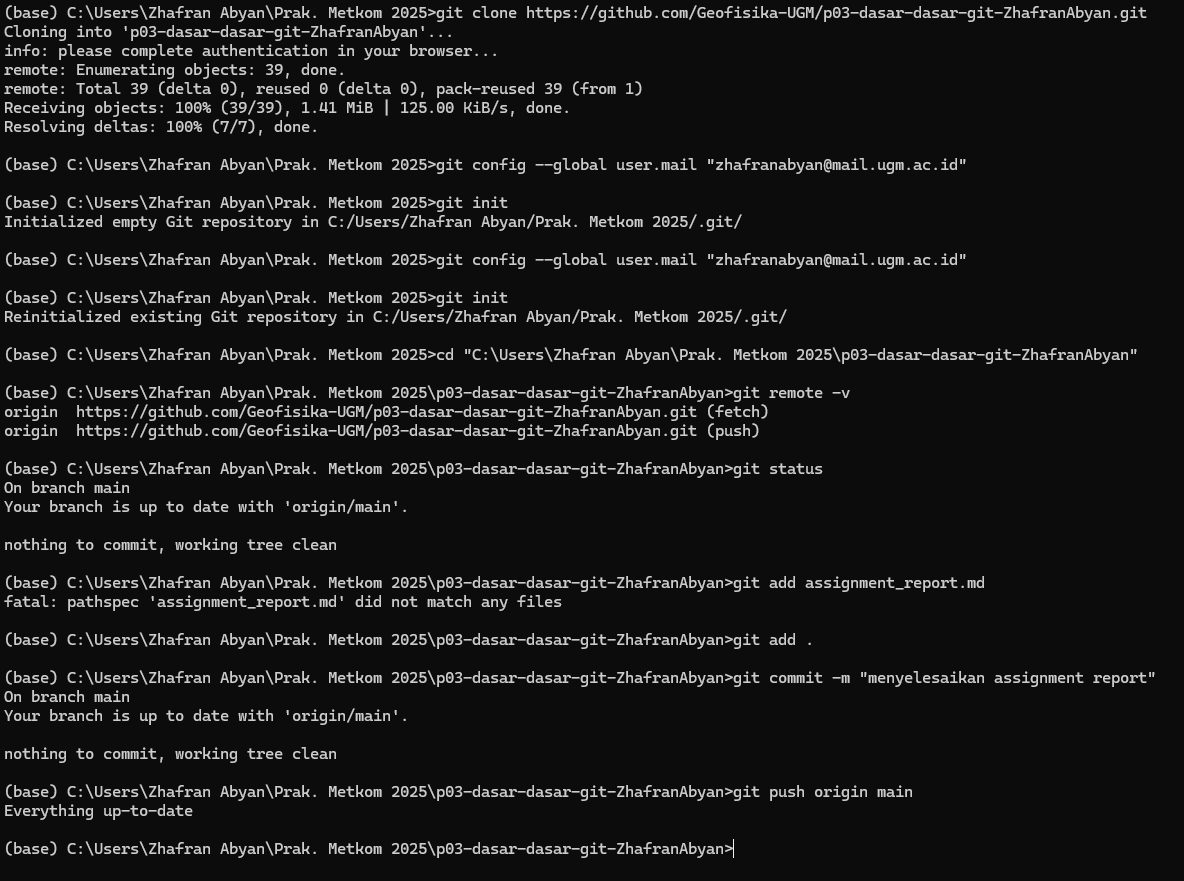 (base) C:\Users\Zhafran Abyan\Prak. Metkom 2025>git clone https://github.com/Geofisika-UGM/p03-dasar-dasar-git-ZhafranAbyan.git
Cloning into 'p03-dasar-dasar-git-ZhafranAbyan'...
info: please complete authentication in your browser...
remote: Enumerating objects: 39, done.
remote: Total 39 (delta 0), reused 0 (delta 0), pack-reused 39 (from 1)
Receiving objects: 100% (39/39), 1.41 MiB | 125.00 KiB/s, done.
Resolving deltas: 100% (7/7), done.
(base) C:\Users\Zhafran Abyan\Prak. Metkom 2025>git config --global user.mail "zhafranabyan@mail.ugm.ac.id"
(base) C:\Users\Zhafran Abyan\Prak. Metkom 2025>git init
Initialized empty Git repository in C:/Users/Zhafran Abyan/Prak. Metkom 2025/.git/
(base) C:\Users\Zhafran Abyan\Prak. Metkom 2025>git config --global user.mail "zhafranabyan@mail.ugm.ac.id"
(base) C:\Users\Zhafran Abyan\Prak. Metkom 2025>git init
Reinitialized existing Git repository in C:/Users/Zhafran Abyan/Prak. Metkom 2025/.git/
(base) C:\Users\Zhafran Abyan\Prak. Metkom 2025>cd "C:\Users\Zhafran Abyan\Prak. Metkom 2025\p03-dasar-dasar-git-ZhafranAbyan"
(base) C:\Users\Zhafran Abyan\Prak. Metkom 2025\p03-dasar-dasar-git-ZhafranAbyan>git remote -v
origin  https://github.com/Geofisika-UGM/p03-dasar-dasar-git-ZhafranAbyan.git (fetch)
origin  https://github.com/Geofisika-UGM/p03-dasar-dasar-git-ZhafranAbyan.git (push)
(base) C:\Users\Zhafran Abyan\Prak. Metkom 2025\p03-dasar-dasar-git-ZhafranAbyan>git status
On branch main
Your branch is up to date with 'origin/main'.
nothing to commit, working tree clean
(base) C:\Users\Zhafran Abyan\Prak. Metkom 2025\p03-dasar-dasar-git-ZhafranAbyan>git add assignment_report.md
fatal: pathspec 'assignment_report.md' did not match any files
(base) C:\Users\Zhafran Abyan\Prak. Metkom 2025\p03-dasar-dasar-git-ZhafranAbyan>git add .
(base) C:\Users\Zhafran Abyan\Prak. Metkom 2025\p03-dasar-dasar-git-ZhafranAbyan>git commit -m "menyelesaikan assignment report"
On branch main
Your branch is up to date with 'origin/main'.
nothing to commit, working tree clean
(base) C:\Users\Zhafran Abyan\Prak. Metkom 2025\p03-dasar-dasar-git-ZhafranAbyan>git push origin main
Everything up-to-date
(base) C:\Users\Zhafran Abyan\Prak. Metkom 2025\p03-dasar-dasar-git-ZhafranAbyan>